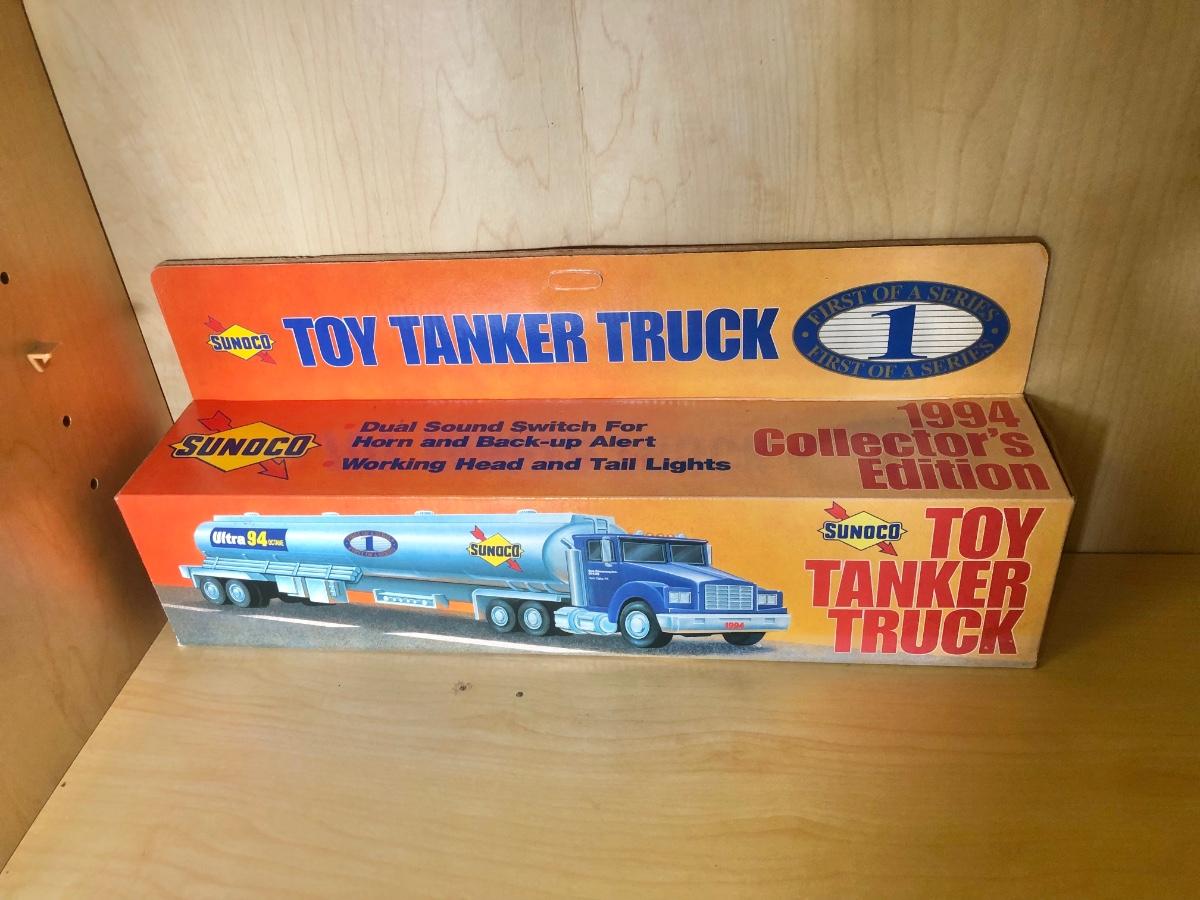 SUNOCO
TOY TANKER TRUCK
FIRST OF A SERIES
1
FIRST OF A SERIES
SUNOCO
Dual Sound Switch For
Horn and Back-up Alert
Working Head and Tail Lights
1994
Collector's
Edition
Ultra 94 OCTANE
1
SUNOCO
1994
SUNOCO
TOY
TANKER
TRUCK